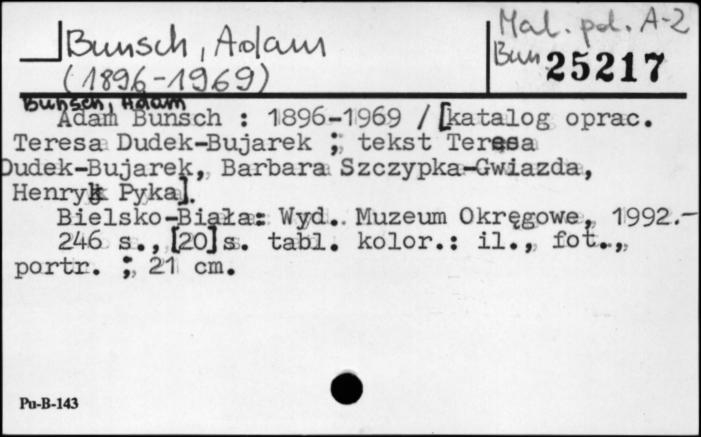 Mal. pol. A-2
Bunsch, Adam
Bun 25217
(1896-1969)
Bunsch, Adam
Adam Bunsch : 1896-1969 / [katalog oprac.
Teresa Dudek-Bujarek ; tekst Teresa
Dudek-Bujarek, Barbara Szczypka-Gwiazda,
Henryk Pyka].
Bielsko-Biała: Wyd.. Muzeum Okręgowe, 1992.-
246 s., [20]s. tabl. kolor.: il., fot..,
portr. ; 21 cm.
Pu-B-143